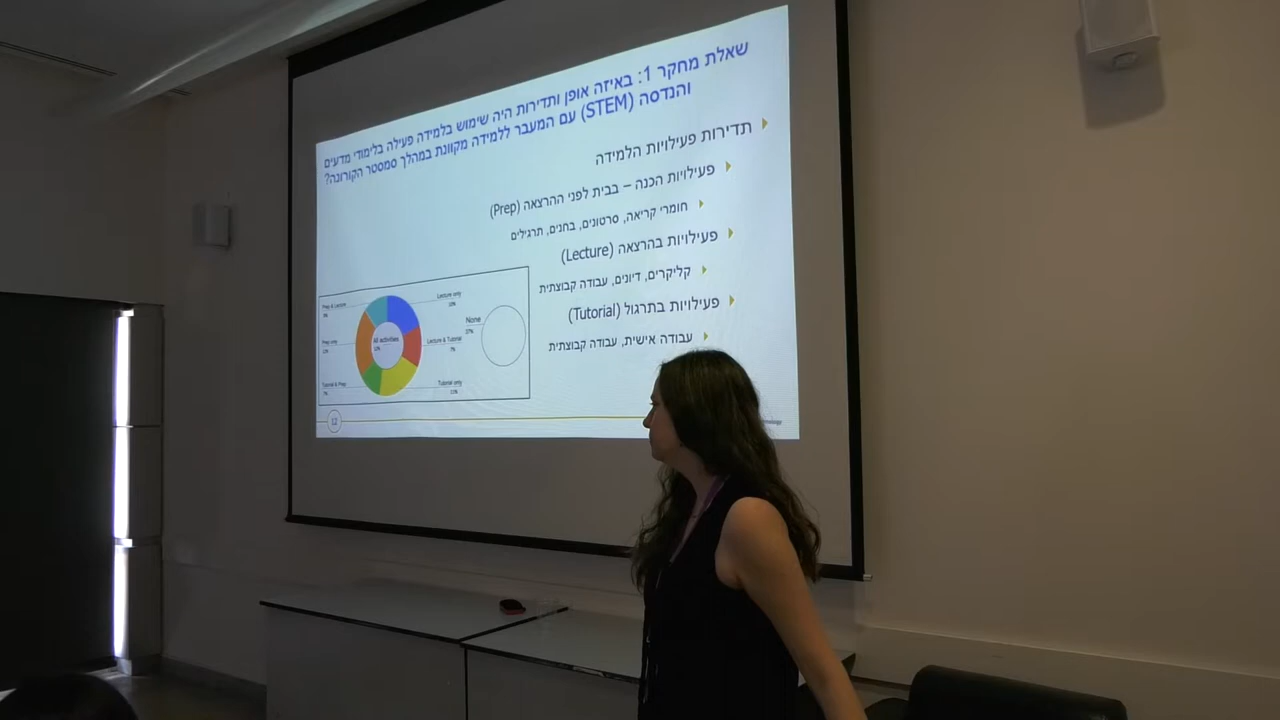 שאלת מחקר 1: באיזה אופן ותדירות היה שימוש בלמידה פעילה בלימודי מדעים
והנדסה (STEM) עם המעבר ללמידה מקוונת במהלך סמסטר הקורונה?
תדירות פעילויות הלמידה
פעילויות הכנה – בבית לפני ההרצאה (Prep)
חומרי קריאה, סרטונים, בחנים, תרגילים
פעילויות בהרצאה (Lecture)
קליקרים, דיונים, עבודה קבוצתית
פעילויות בתרגול (Tutorial)
עבודה אישית, עבודה קבוצתית
Prep & Lecture
Lecture only
None
37%
Prep only
All activities
Lecture & Tutorial
Tutorial & Prep
Tutorial only
12